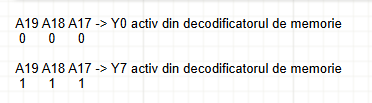 A19 A18 A17 -> Y0 activ din decodificatorul de memorie
0 0 0
A19 A18 A17 -> Y7 activ din decodificatorul de memorie
1 1 1